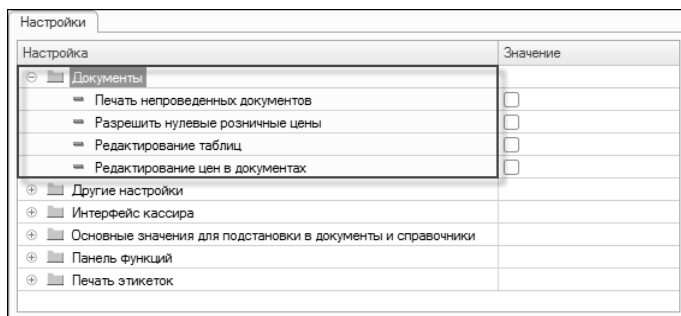 Настройки
Настройка Значение
Документы
Печать непроведенных документов
Разрешить нулевые розничные цены
Редактирование таблиц
Редактирование цен в документах
Другие настройки
Интерфейс кассира
Основные значения для подстановки в документы и справочники
Панель функций
Печать этикеток